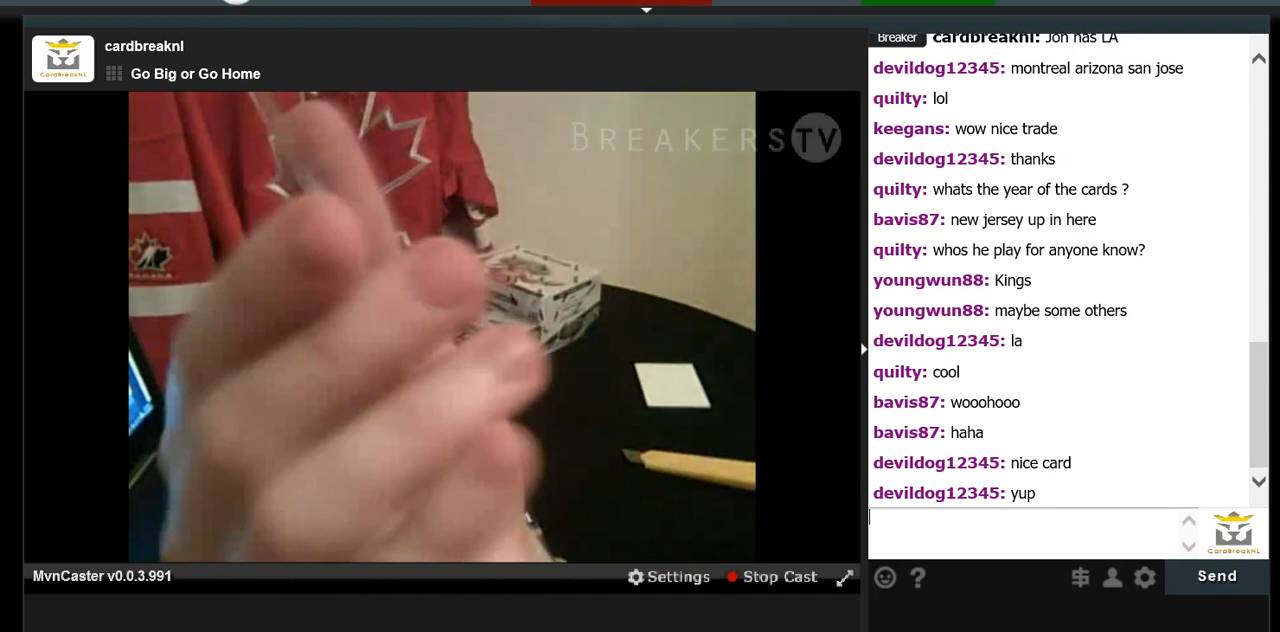 cardbreaknl
Go Big or Go Home
CardBreakNL
BREAKERSTV
MvnCaster v0.0.3.991
Settings
Stop Cast
Breaker cardbreaknl: Jon has LA
devildog12345: montreal arizona san jose
quilty: lol
keegans: wow nice trade
devildog12345: thanks
quilty: whats the year of the cards ?
bavis87: new jersey up in here
quilty: whos he play for anyone know?
youngwun88: Kings
youngwun88: maybe some others
devildog12345: la
quilty: cool
bavis87: wooohooo
bavis87: haha
devildog12345: nice card
devildog12345: yup
CardBreakNL
Send